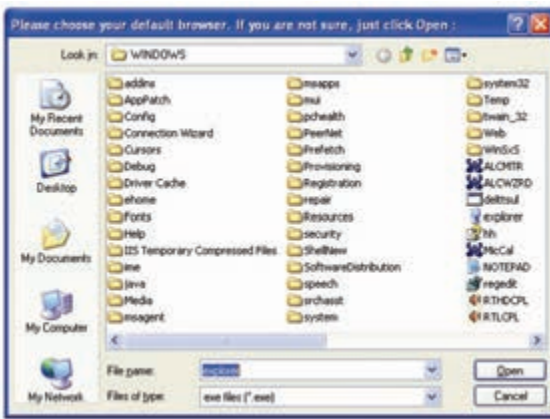 Please choose your default browser. If you are not sure, just click Open :
Look in: WINDOWS
My Recent Documents
Desktop
My Documents
My Computer
My Network
addins
AppPatch
Config
Connection Wizard
Cursors
Debug
Driver Cache
ehome
Fonts
Help
IIS Temporary Compressed Files
ime
java
Media
msagent
msapps
mui
pchealth
PeerNet
Prefetch
Provisioning
Registration
repair
Resources
security
ShellNew
SoftwareDistribution
speech
srchasst
system
system32
Temp
twain_32
Web
WinSxS
ALCMTR
ALCWZRD
explorer
hh
MicCal
NOTEPAD
regedit
RTHDCPL
RTLCPL
File name: explorer
Open
Files of type: exe files (*.exe)
Cancel